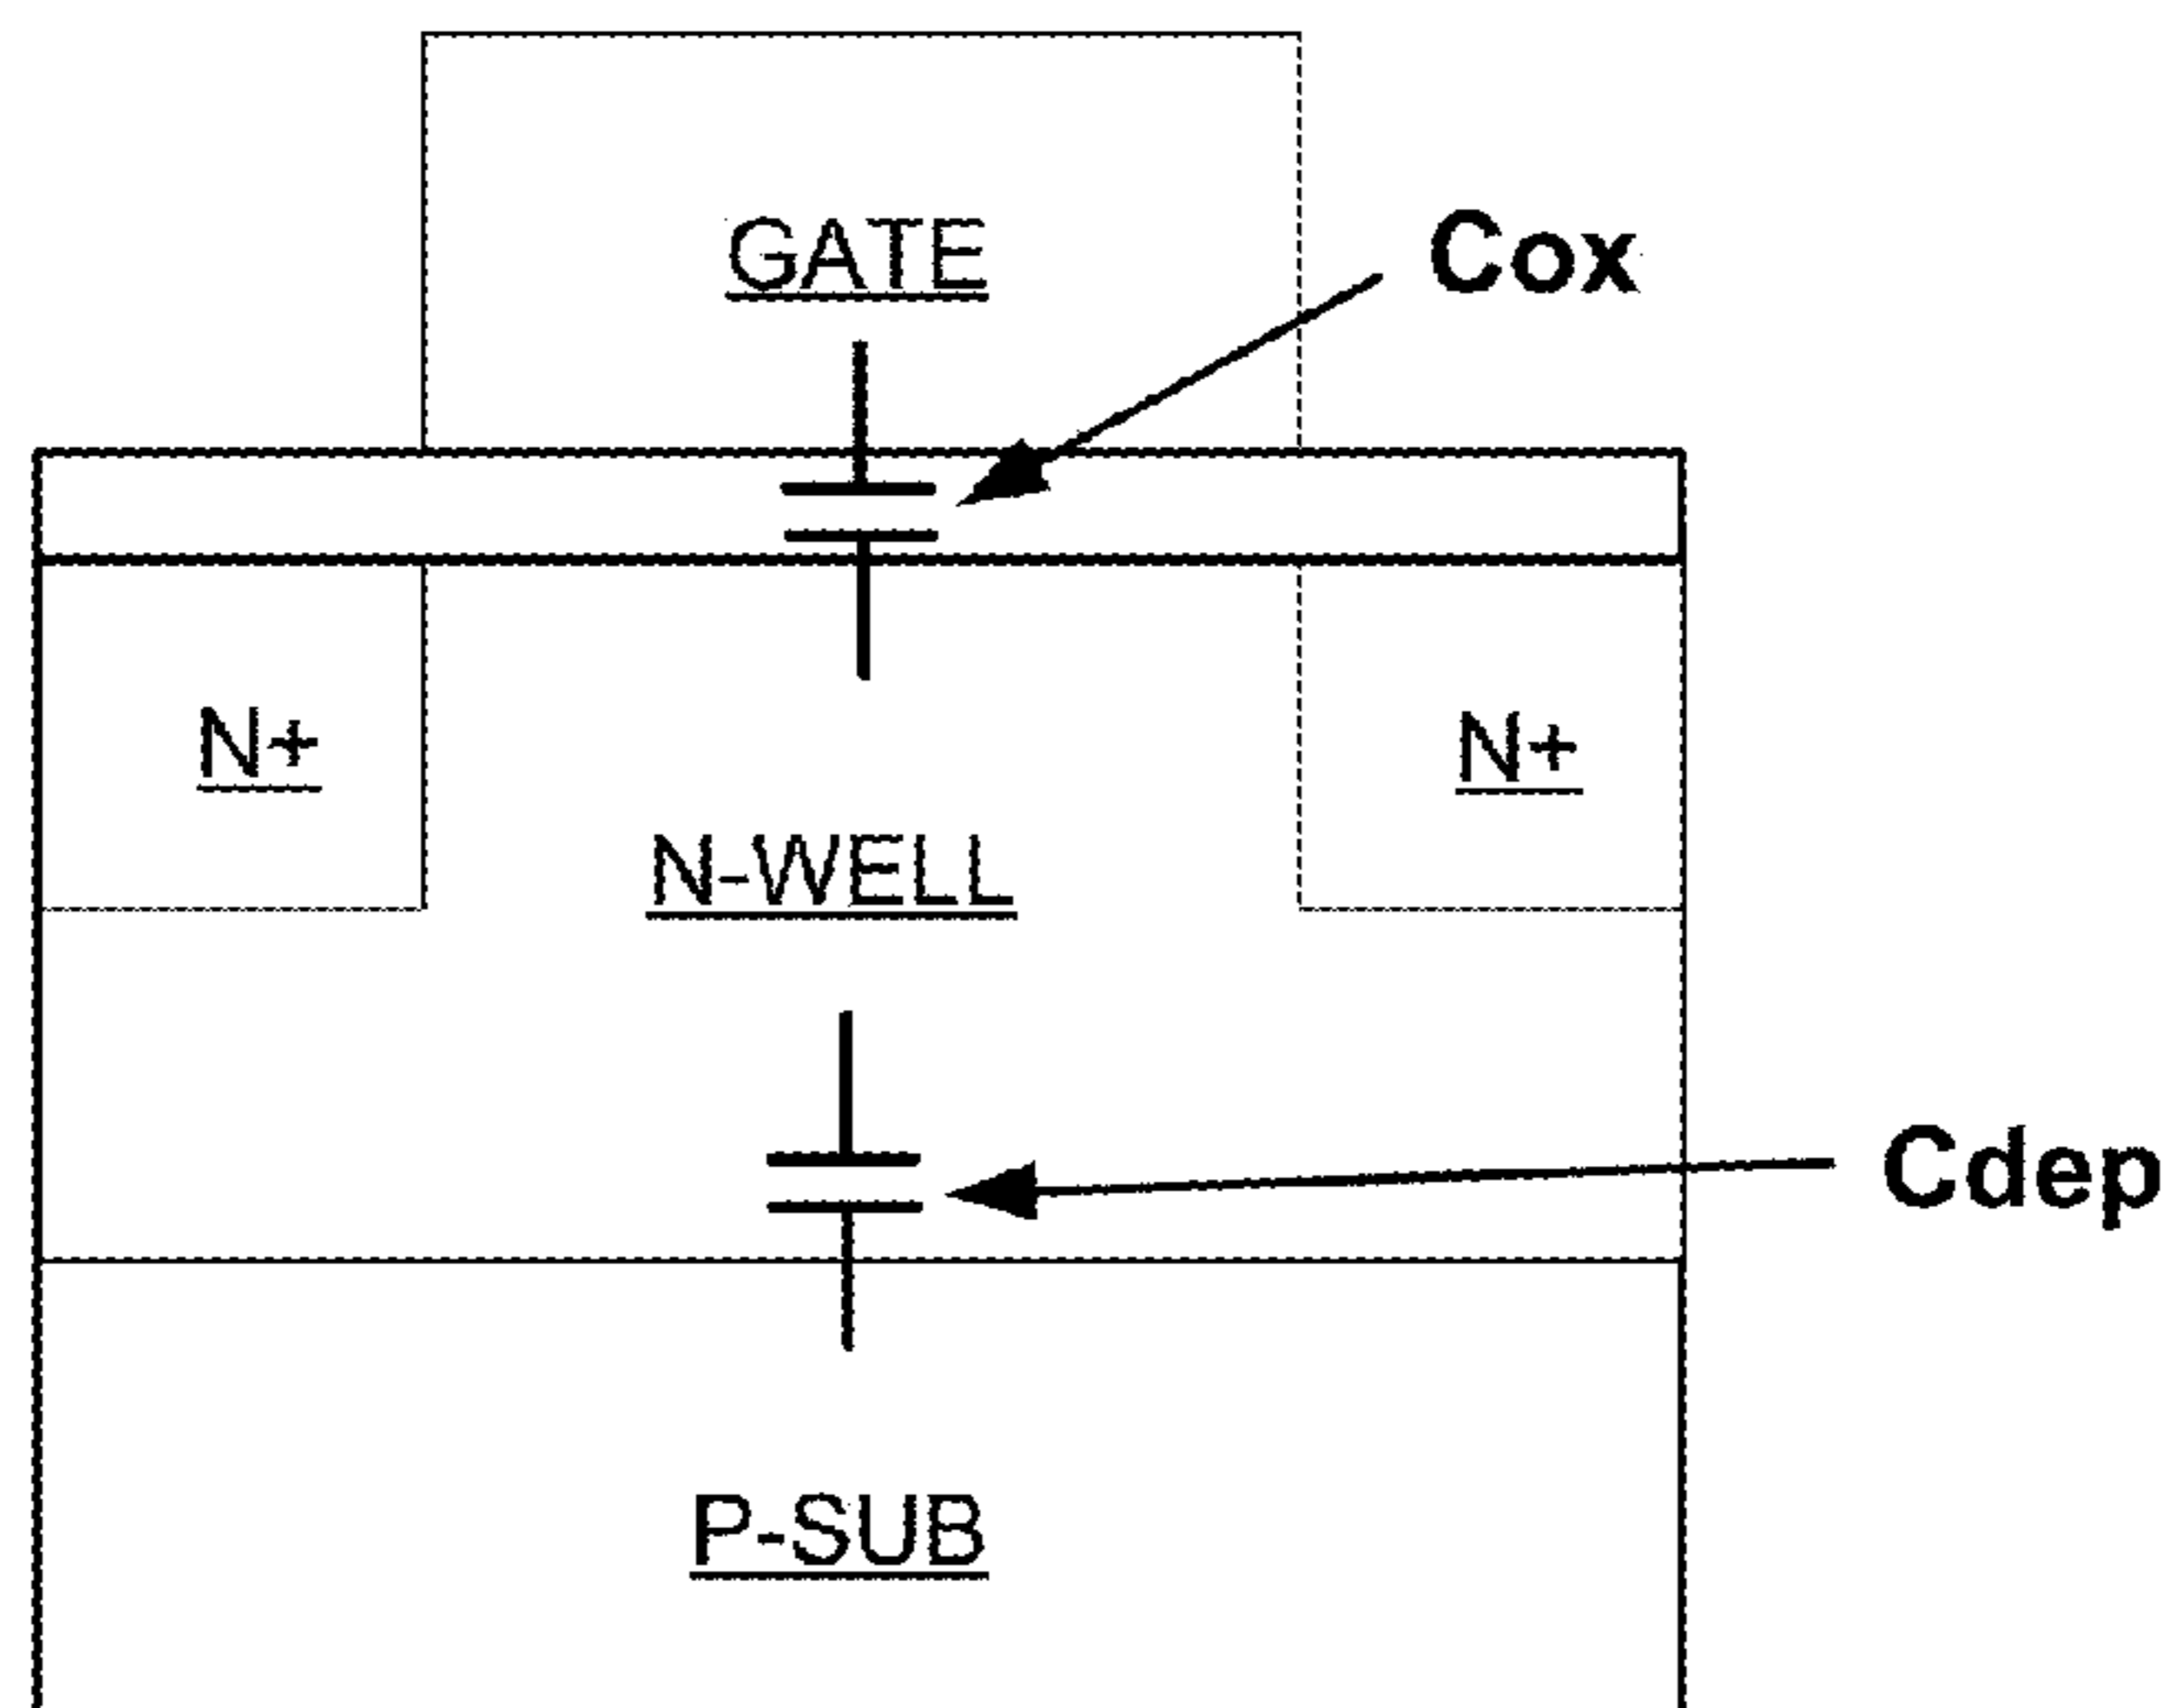 GATE
Cox
N+
N+
N-WELL
Cdep
P-SUB